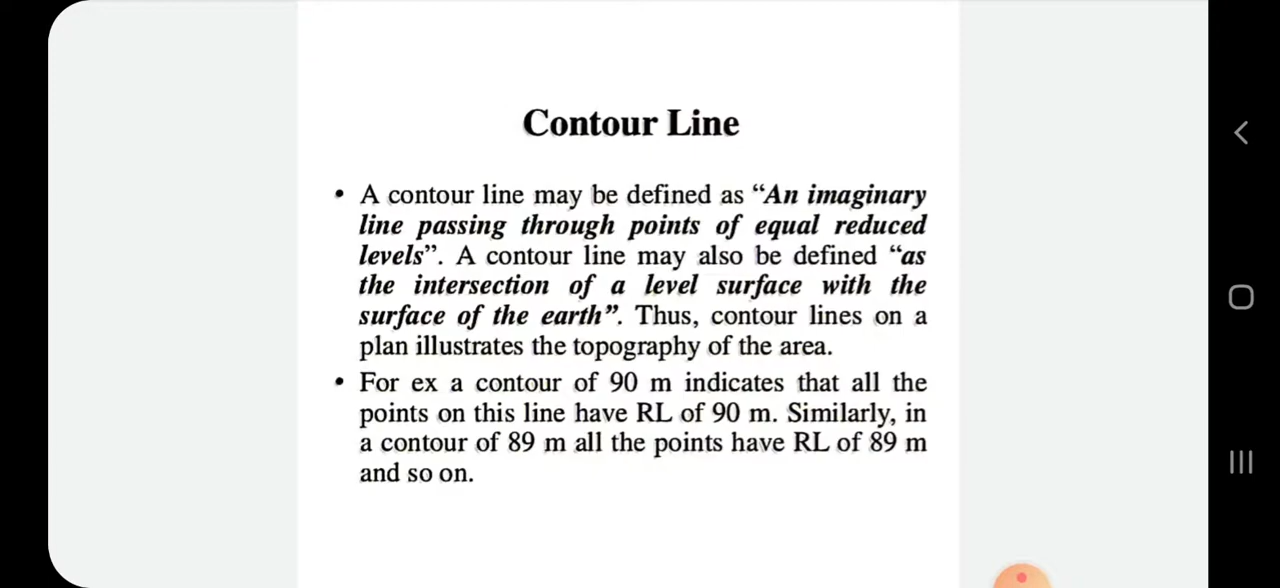 Contour Line
• A contour line may be defined as “An imaginary
line passing through points of equal reduced
levels”. A contour line may also be defined “as
the intersection of a level surface with the
surface of the earth”. Thus, contour lines on a
plan illustrates the topography of the area.
• For ex a contour of 90 m indicates that all the
points on this line have RL of 90 m. Similarly, in
a contour of 89 m all the points have RL of 89 m
and so on.